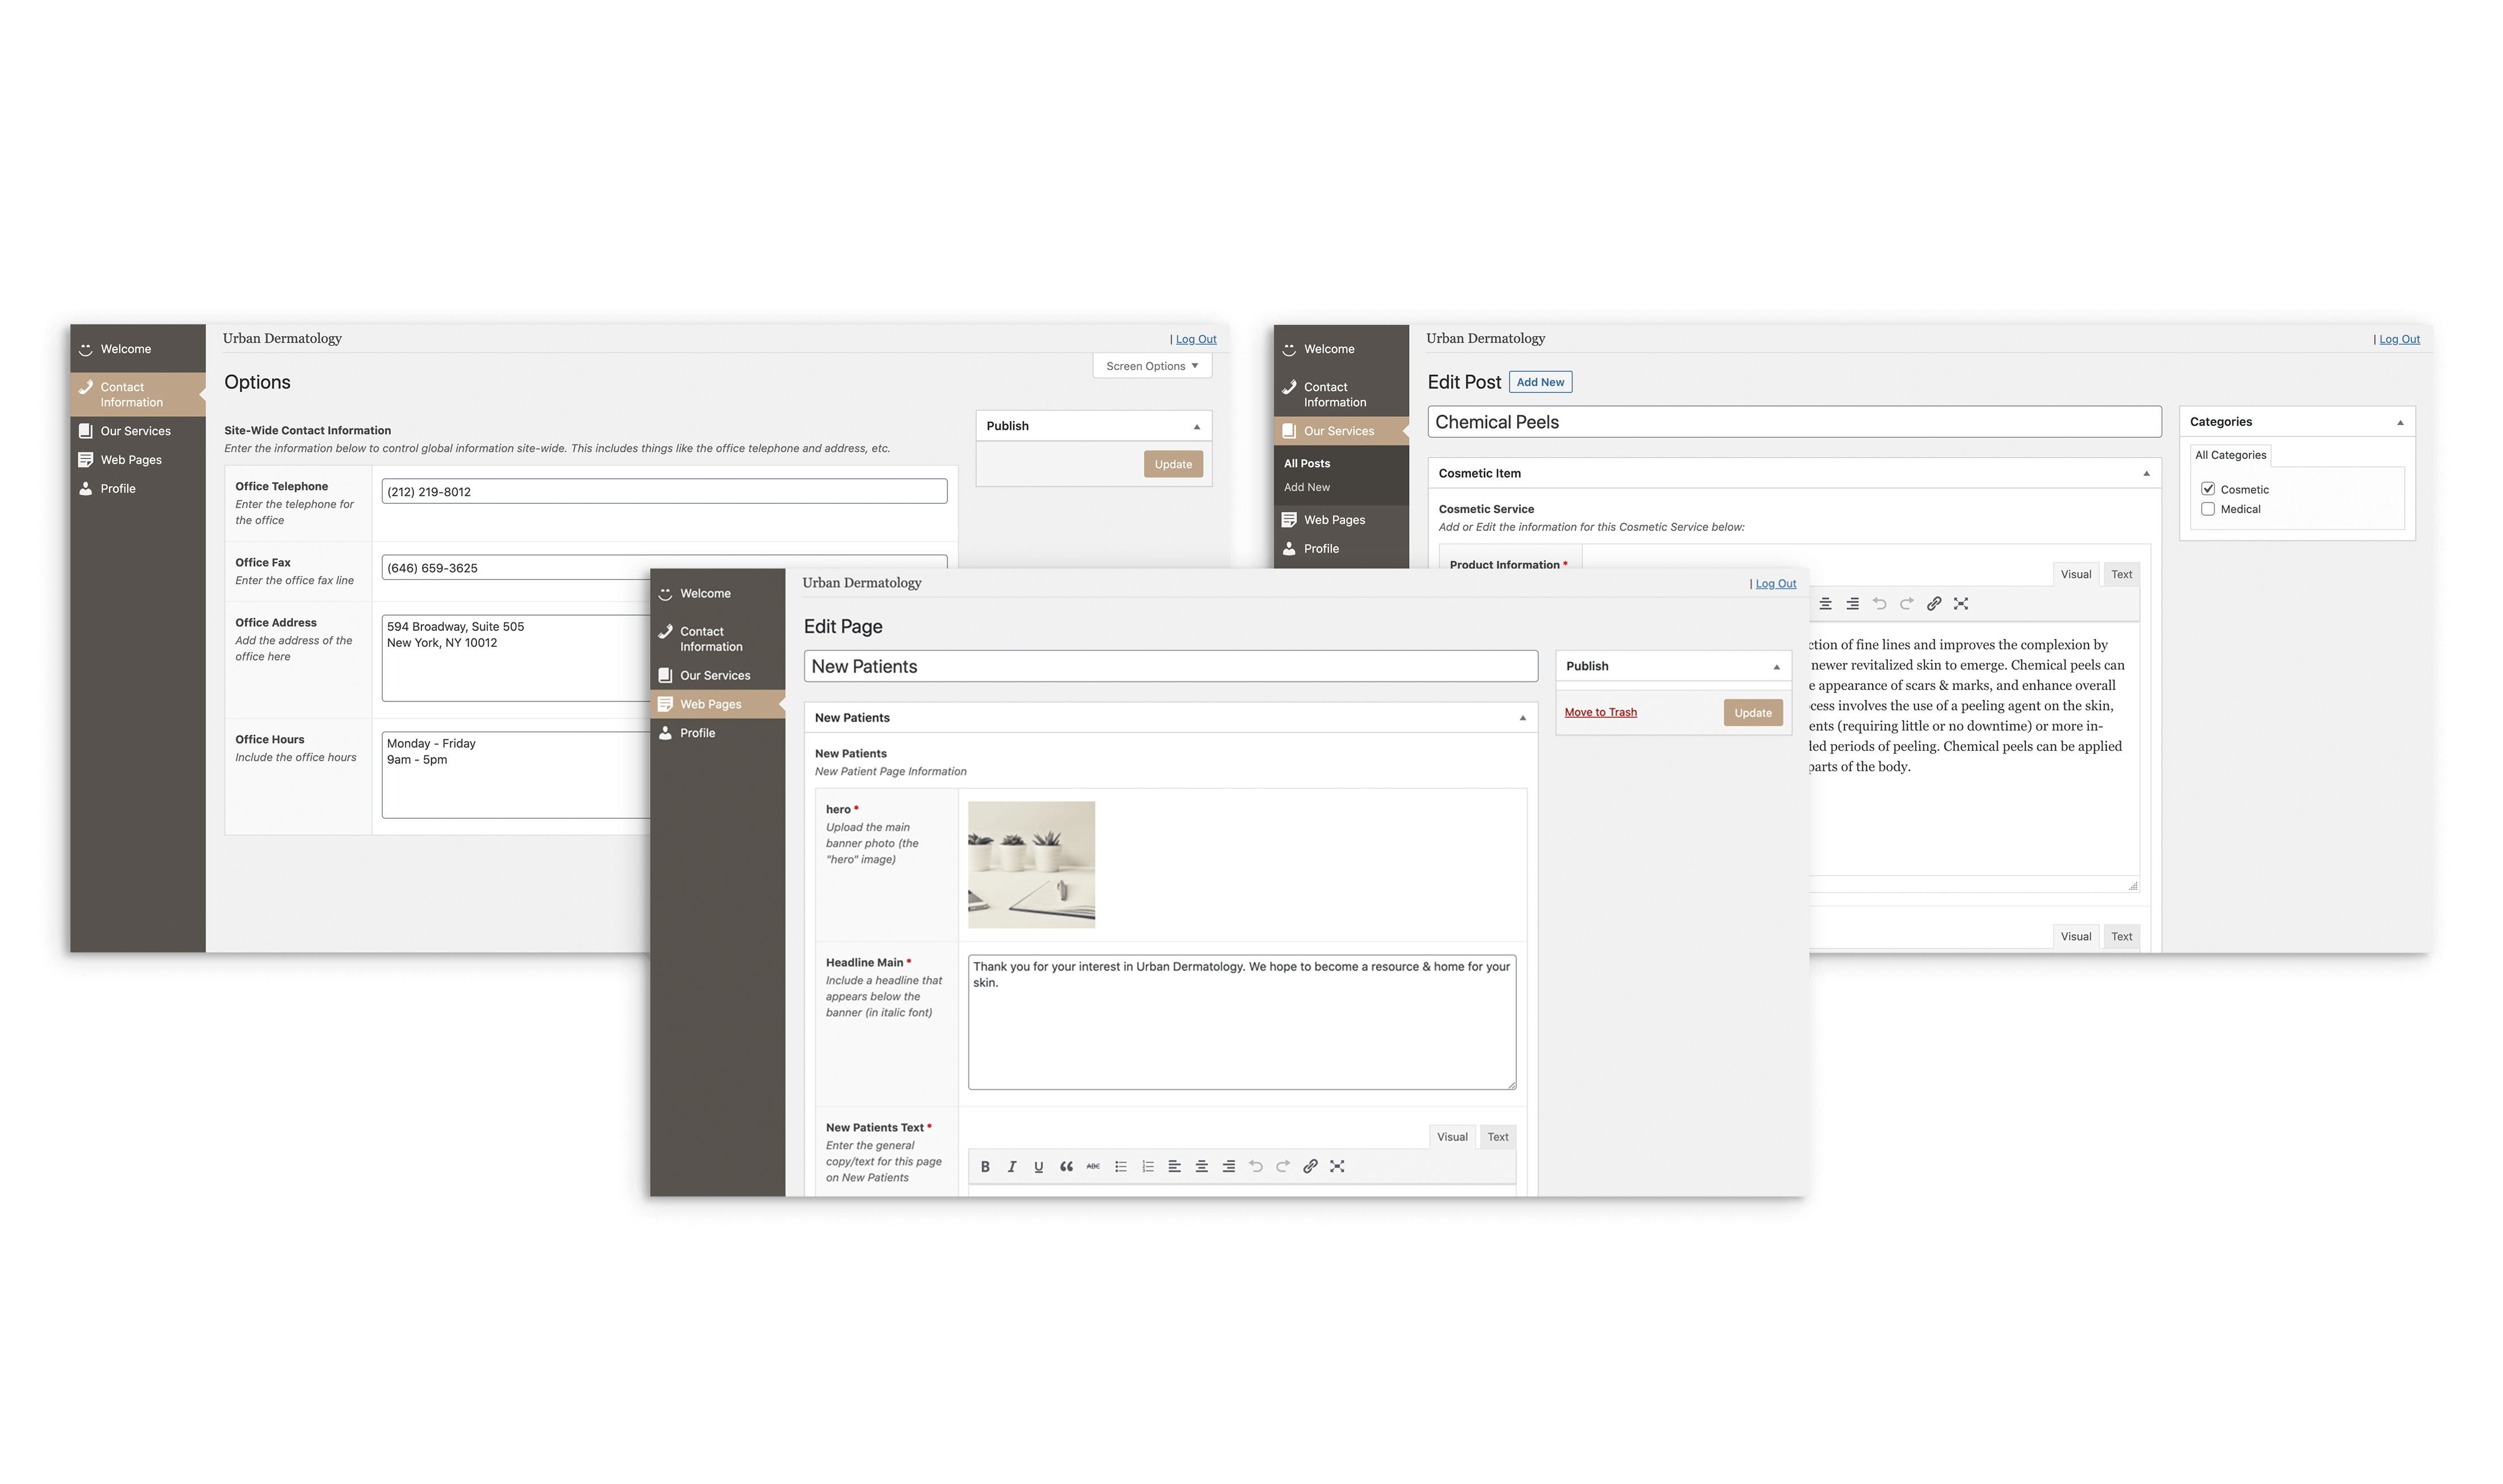 Urban Dermatology
| Log Out
Welcome
Contact
Information
Our Services
Web Pages
Profile
Screen Options ▼
Options
Site-Wide Contact Information
Enter the information below to control global information site-wide. This includes things like the office telephone and address, etc.
Office Telephone
Enter the telephone for
the office
(212) 219-8012
Office Fax
Enter the office fax line
(646) 659-3625
Office Address
Add the address of the
office here
594 Broadway, Suite 505
New York, NY 10012
Office Hours
Include the office hours
Monday - Friday
9am - 5pm
Publish
Update
Urban Dermatology
| Log Out
Welcome
Contact
Information
Our Services
Web Pages
Profile
Edit Page
New Patients
New Patients
New Patients
New Patient Page Information
hero *
Upload the main
banner photo (the
"hero" image)
Headline Main *
Include a headline that
appears below the
banner (in italic font)
Thank you for your interest in Urban Dermatology. We hope to become a resource & home for your
skin.
New Patients Text *
Enter the general
copy/text for this page
on New Patients
Visual Text
B I U ABC
Publish
Move to Trash
Update
Urban Dermatology
| Log Out
Welcome
Contact
Information
Our Services
All Posts
Add New
Web Pages
Profile
Edit Post Add New
Chemical Peels
Cosmetic Item
Cosmetic Service
Add or Edit the information for this Cosmetic Service below:
Product Information *
Visual Text
ction of fine lines and improves the complexion by
newer revitalized skin to emerge. Chemical peels can
e appearance of scars & marks, and enhance overall
cess involves the use of a peeling agent on the skin,
ents (requiring little or no downtime) or more in-
led periods of peeling. Chemical peels can be applied
parts of the body.
Visual Text
Categories
All Categories
Cosmetic
Medical